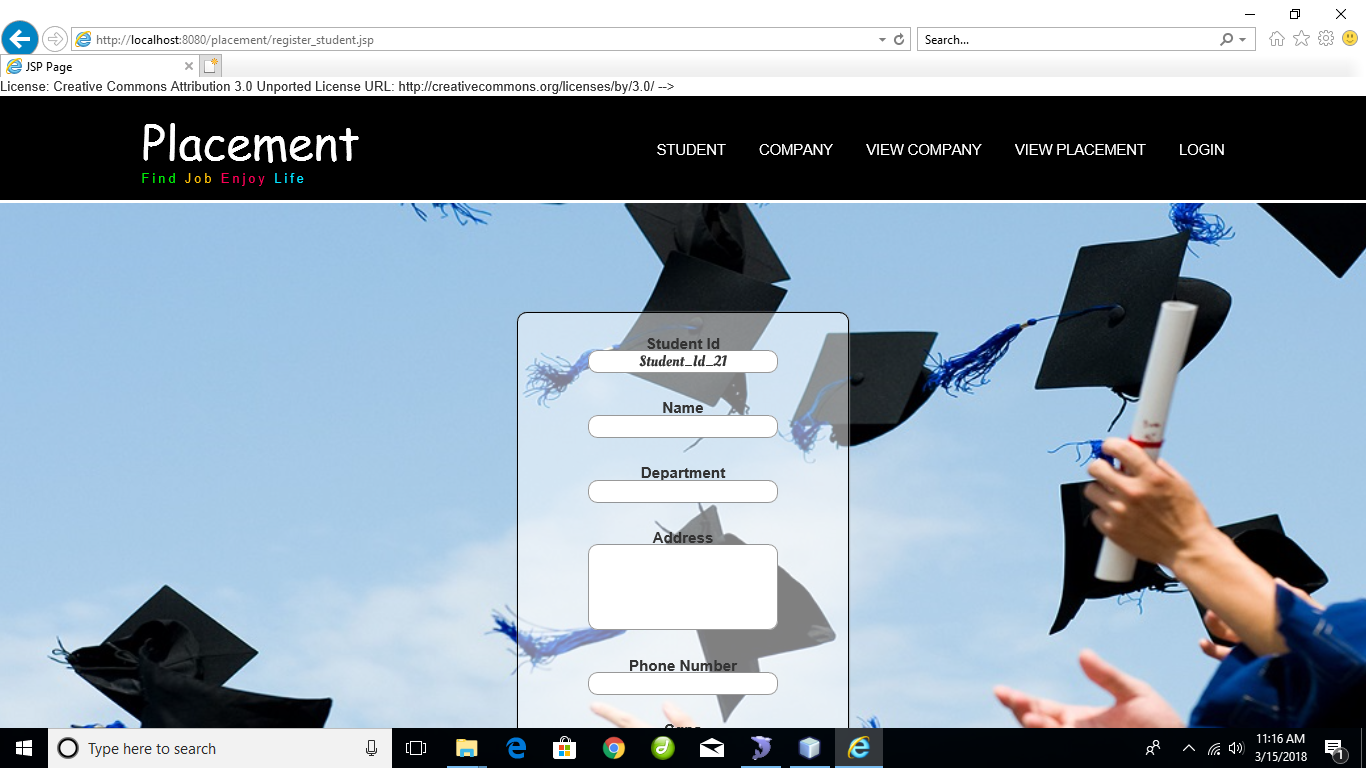 http://localhost:8080/placement/register_student.jsp
Search...
JSP Page
License: Creative Commons Attribution 3.0 Unported License URL: http://creativecommons.org/licenses/by/3.0/ -->
Placement
Find Job Enjoy Life
STUDENT COMPANY VIEW COMPANY VIEW PLACEMENT LOGIN
Student Id
Student_Id_21
Name
Department
Address
Phone Number
Type here to search
11:16 AM
3/15/2018
1